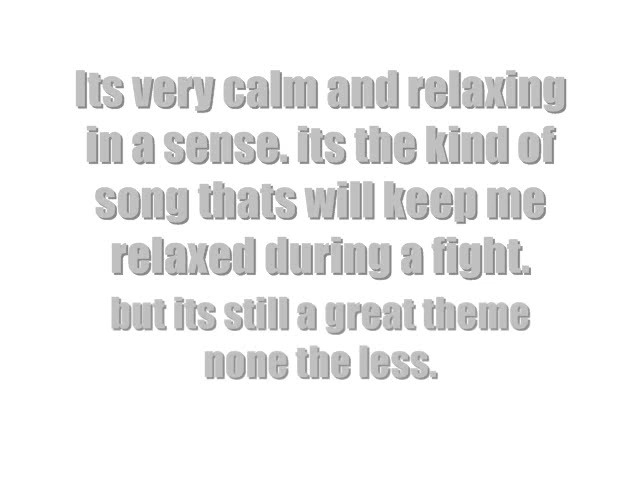 Its very calm and relaxing
in a sense. its the kind of
song thats will keep me
relaxed during a fight.
but its still a great theme
none the less.